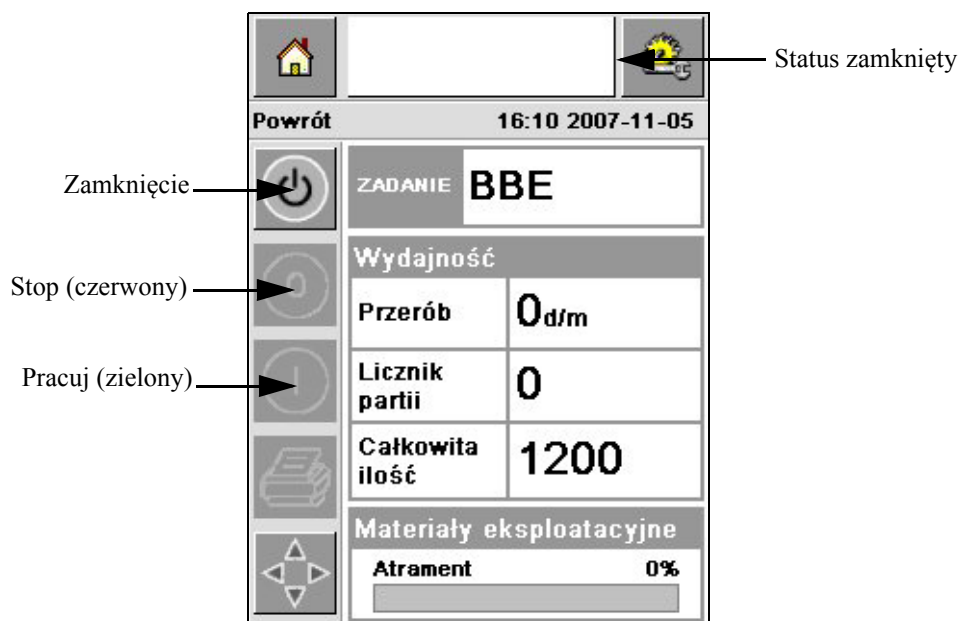 Status zamknięty
Powrót 16:10 2007-11-05
Zamknięcie
ZADANIE BBE
Wydajność
Stop (czerwony)
0
Przerób 0d/m
Pracuj (zielony)
I
Licznik
partii
0
Całkowita
ilość
1200
Materiały eksploatacyjne
Atrament 0%